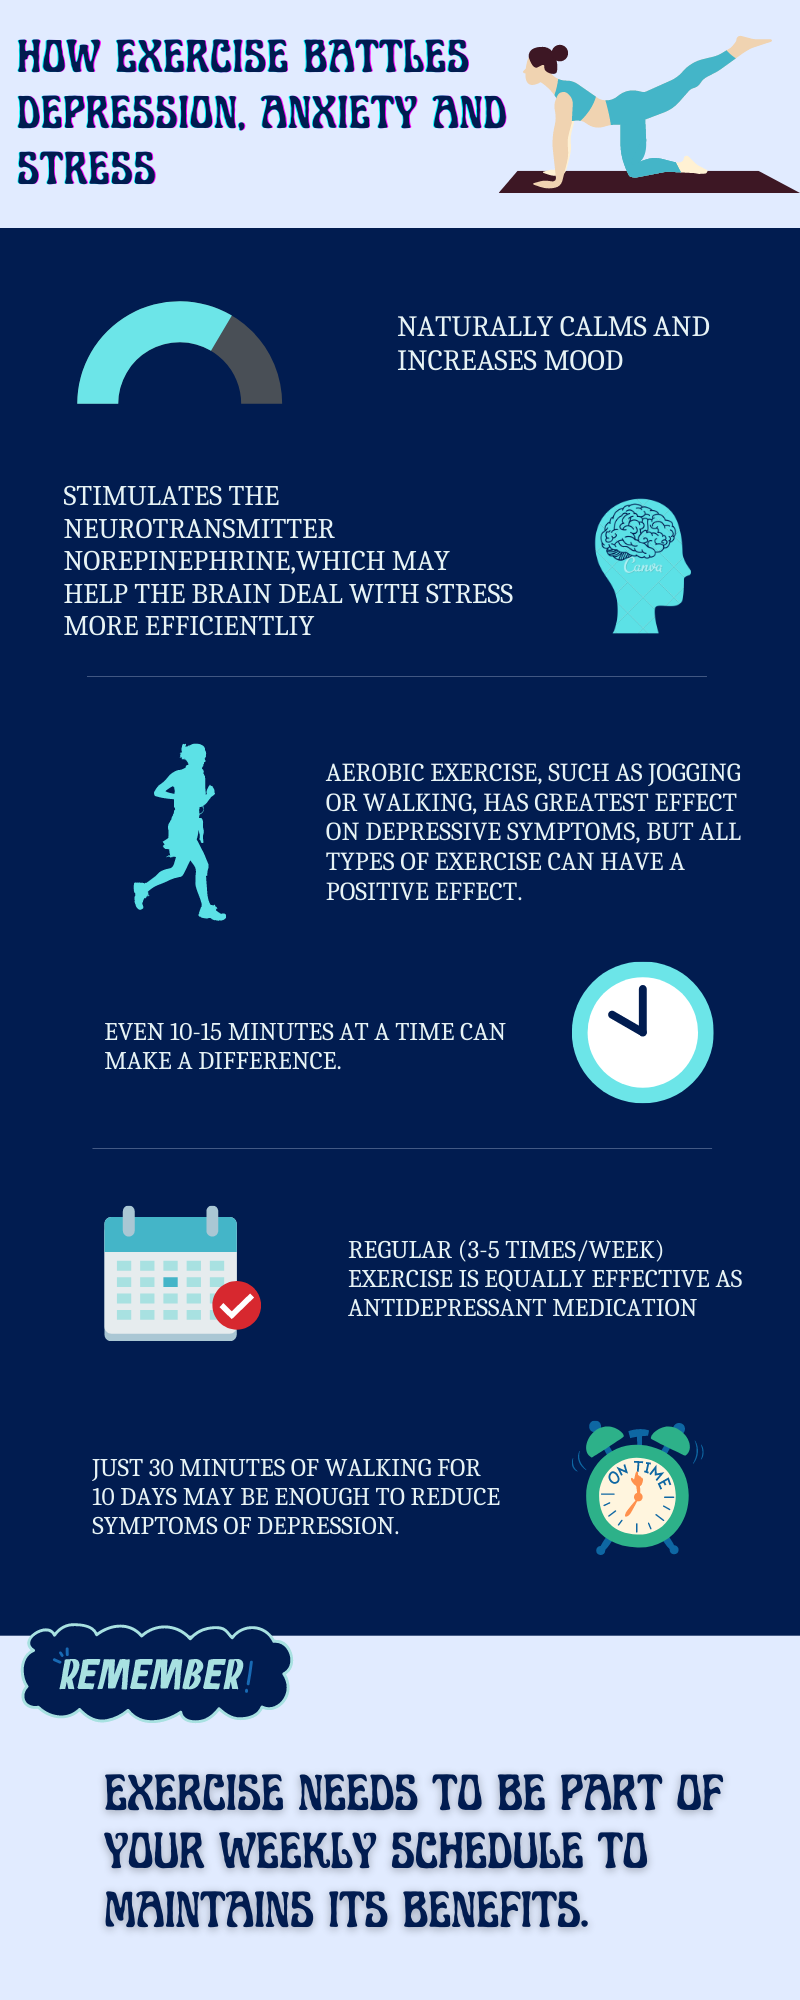 HOW EXERCISE BATTLES
DEPRESSION, ANXIETY AND
STRESS
NATURALLY CALMS AND
INCREASES MOOD
STIMULATES THE
NEUROTRANSMITTER
NOREPINEPHRINE,WHICH MAY
HELP THE BRAIN DEAL WITH STRESS
MORE EFFICIENTLIY
Canva
AEROBIC EXERCISE, SUCH AS JOGGING
OR WALKING, HAS GREATEST EFFECT
ON DEPRESSIVE SYMPTOMS, BUT ALL
TYPES OF EXERCISE CAN HAVE A
POSITIVE EFFECT.
EVEN 10-15 MINUTES AT A TIME CAN
MAKE A DIFFERENCE.
REGULAR (3-5 TIMES/WEEK)
EXERCISE IS EQUALLY EFFECTIVE AS
ANTIDEPRESSANT MEDICATION
JUST 30 MINUTES OF WALKING FOR
10 DAYS MAY BE ENOUGH TO REDUCE
SYMPTOMS OF DEPRESSION.
ON TIME
REMEMBER!
EXERCISE NEEDS TO BE PART OF
YOUR WEEKLY SCHEDULE TO
MAINTAINS ITS BENEFITS.